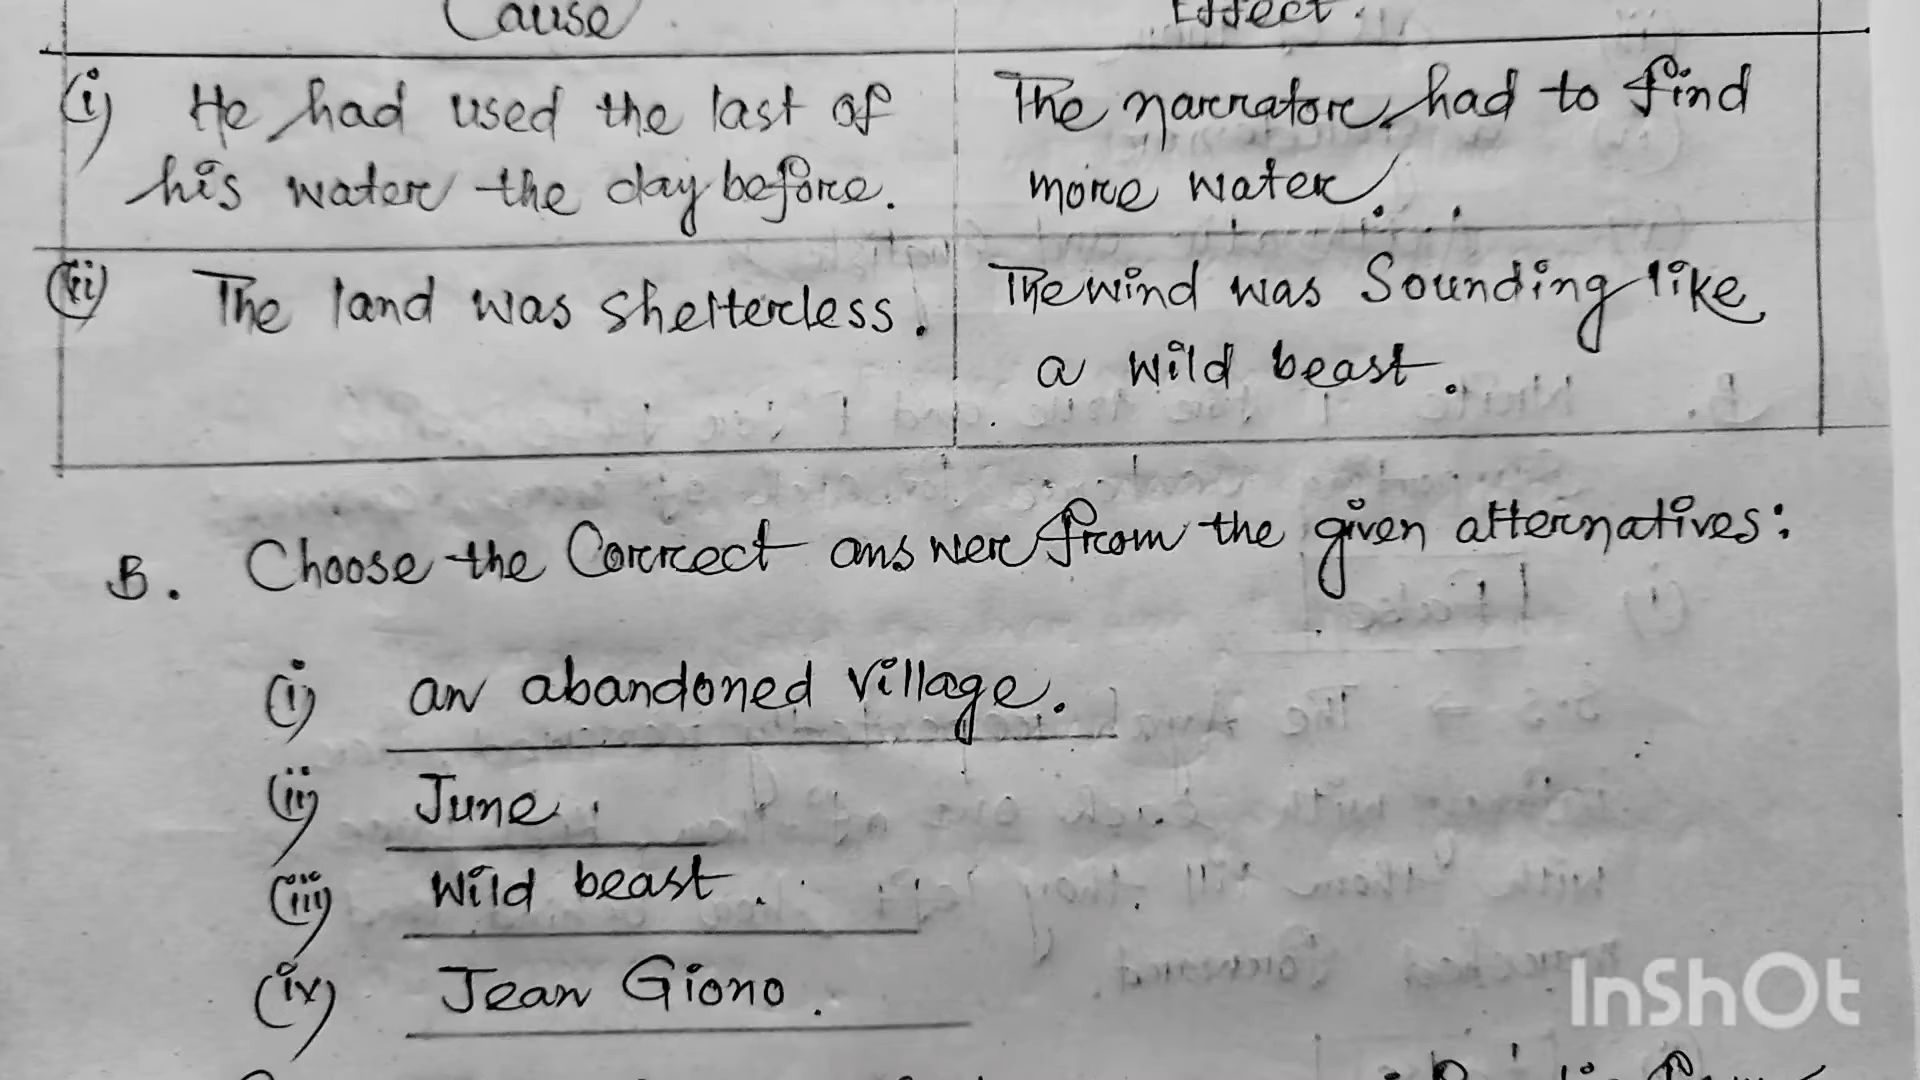 Cause Effect.
(i) He had used the last of his water the day before. The narrator had to find more water.
(ii) The land was shelterless. The wind was sounding like a wild beast.
B. Choose the Correct answer from the given alternatives:
(i) an abandoned village.
(ii) June.
(iii) Wild beast.
(iv) Jean Giono.
InShOt